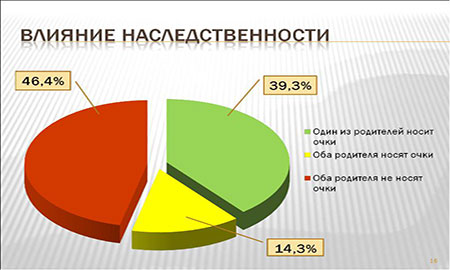 ВЛИЯНИЕ НАСЛЕДСТВЕННОСТИ
46,4%
39,3%
Один из родителей носит
очки
Оба родителя носят очки
Оба родителя не носят
очки
14,3%